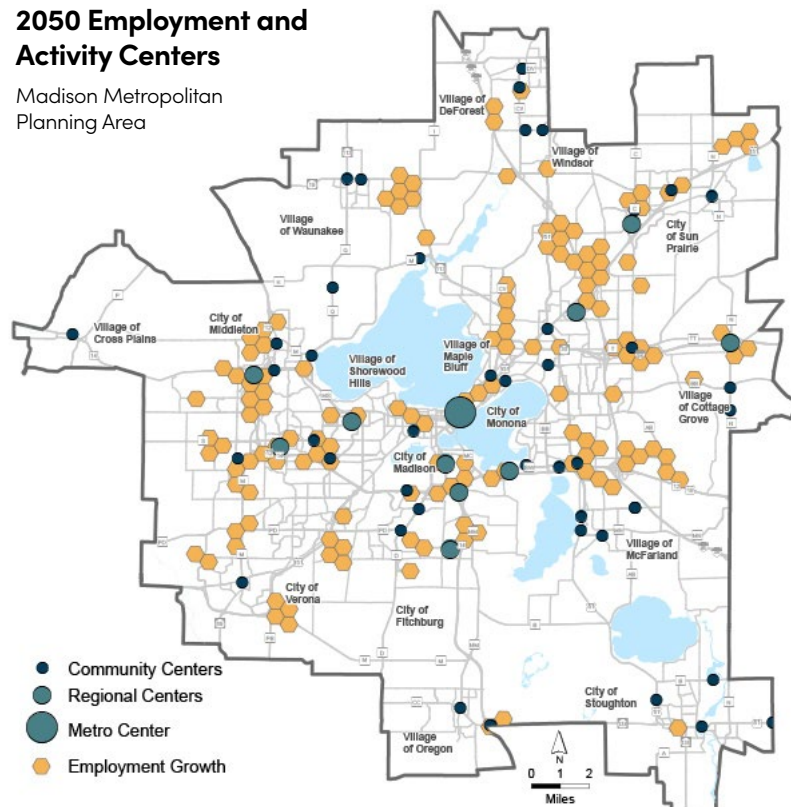 2050 Employment and
Activity Centers
Madison Metropolitan
Planning Area
Village of
DeForest
Village of
Windsor
Village
of Waunakee
City
of Sun
Prairie
Village of
Cross Plains
City of
Middleton
Village of
Shorewood
Hills
Village of
Maple
Bluff
City of
Monona
Village
of Cottage
Grove
City of
Madison
Village of
McFarland
City of
Verona
City of
Fitchburg
City of
Stoughton
Village
of Oregon
Community Centers
Regional Centers
Metro Center
Employment Growth
N
0 1 2
Miles